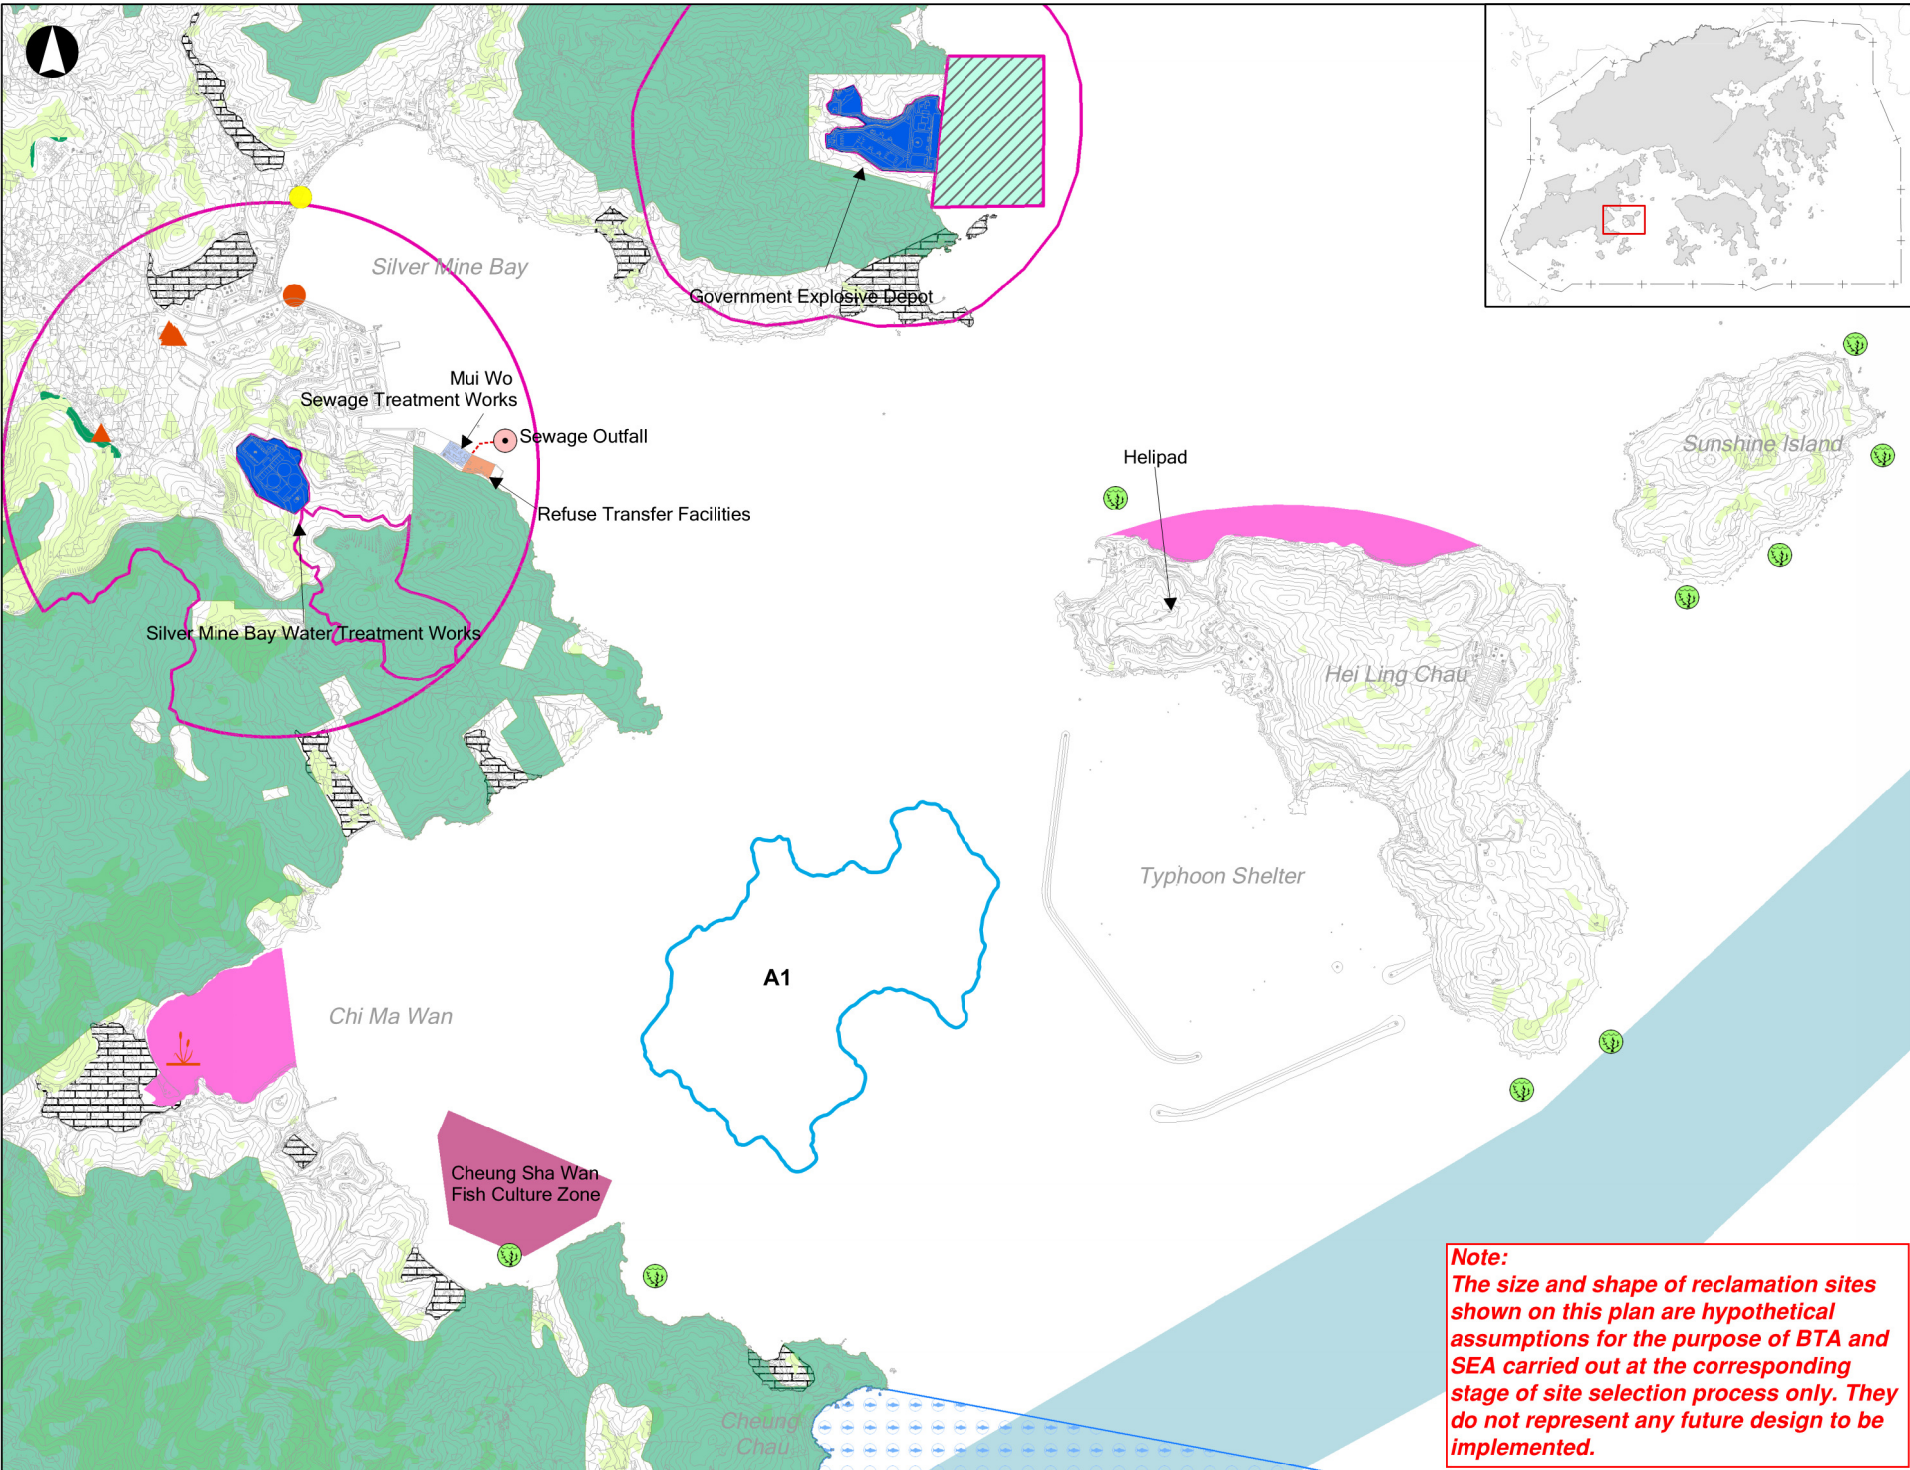 Silver Mine Bay
Government Explosive Depot
Mui Wo
Sewage Treatment Works
Sewage Outfall
Refuse Transfer Facilities
Silver Mine Bay Water Treatment Works
Helipad
Sunshine Island
Hei Ling Chau
Typhoon Shelter
A1
Chi Ma Wan
Cheung Sha Wan
Fish Culture Zone
Cheung
Chau
Note:
The size and shape of reclamation sites
shown on this plan are hypothetical
assumptions for the purpose of BTA and
SEA carried out at the corresponding
stage of site selection process only. They
do not represent any future design to be
implemented.